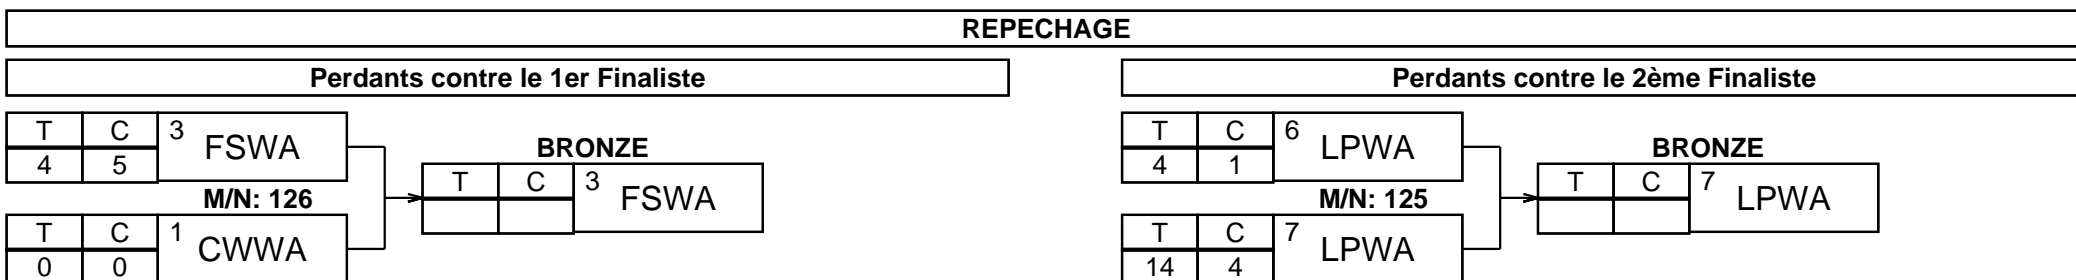 REPECHAGE
Perdants contre le 1er Finaliste
Perdants contre le 2ème Finaliste
T C 3 FSWA
4 5
BRONZE
M/N: 126
T C 3 FSWA
T C 1 CWWA
0 0
T C 6 LPWA
4 1
BRONZE
M/N: 125
T C 7 LPWA
T C 7 LPWA
14 4